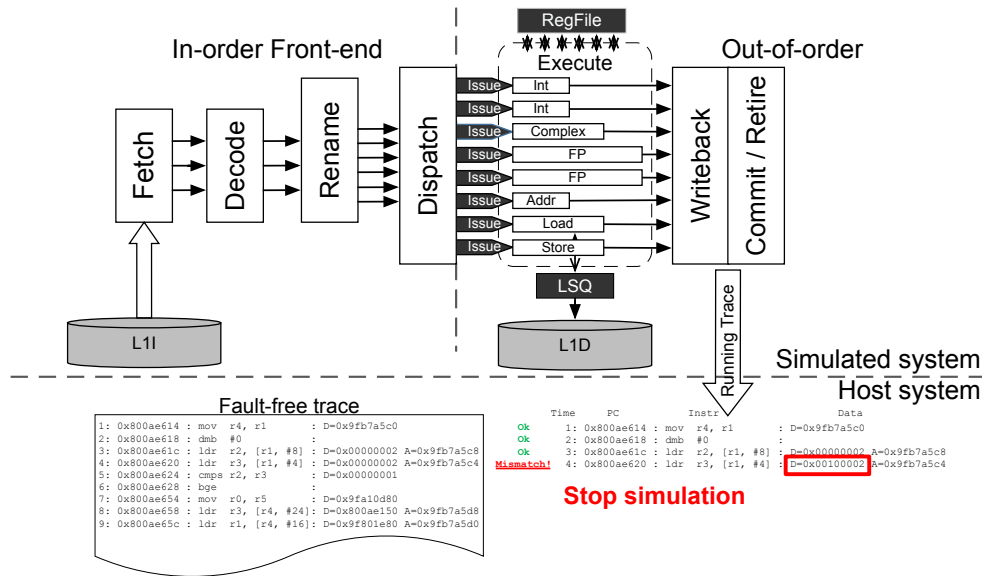 RegFile
In-order Front-end
Out-of-order
Execute
Fetch
Decode
Rename
Dispatch
Issue Int
Issue Int
Issue Complex
Issue FP
Issue FP
Issue Addr
Issue Load
Issue Store
Writeback
Commit / Retire
LSQ
L1I
L1D
Running Trace
Simulated system
Host system
Fault-free trace
1: 0x800ae614 : mov r4, r1 : D=0x9fb7a5c0
2: 0x800ae618 : dmb #0 :
3: 0x800ae61c : ldr r2, [r1, #8] : D=0x00000002 A=0x9fb7a5c8
4: 0x800ae620 : ldr r3, [r1, #4] : D=0x00000002 A=0x9fb7a5c4
5: 0x800ae624 : cmps r2, r3 : D=0x00000001
6: 0x800ae628 : bge :
7: 0x800ae654 : mov r0, r5 : D=0x9fa10d80
8: 0x800ae658 : ldr r3, [r4, #24]: D=0x800ae150 A=0x9fb7a5d8
9: 0x800ae65c : ldr r1, [r4, #16]: D=0x9f801e80 A=0x9fb7a5d0
Time PC Instr Data
Ok 1: 0x800ae614 : mov r4, r1 : D=0x9fb7a5c0
Ok 2: 0x800ae618 : dmb #0 :
Ok 3: 0x800ae61c : ldr r2, [r1, #8] : D=0x00000002 A=0x9fb7a5c8
Mismatch! 4: 0x800ae620 : ldr r3, [r1, #4] : D=0x00100002 A=0x9fb7a5c4
Stop simulation